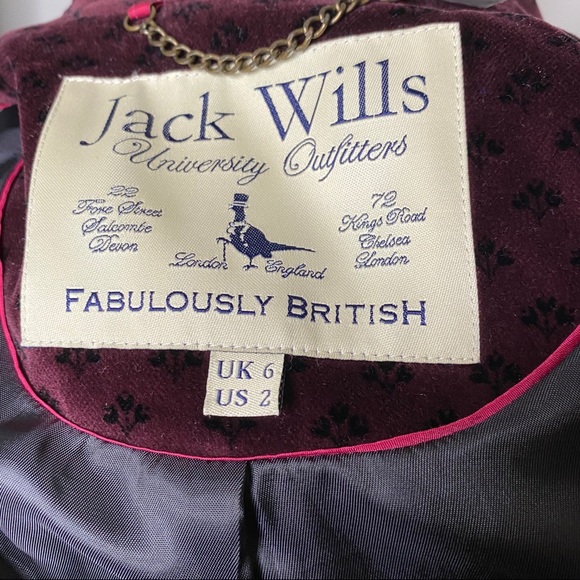 Jack Wills
University Outfitters
22
Fore Street
Salcombe
Devon
72
Kings Road
Chelsea
London
London England
FABULOUSLY BRITISH
UK 6
US 2